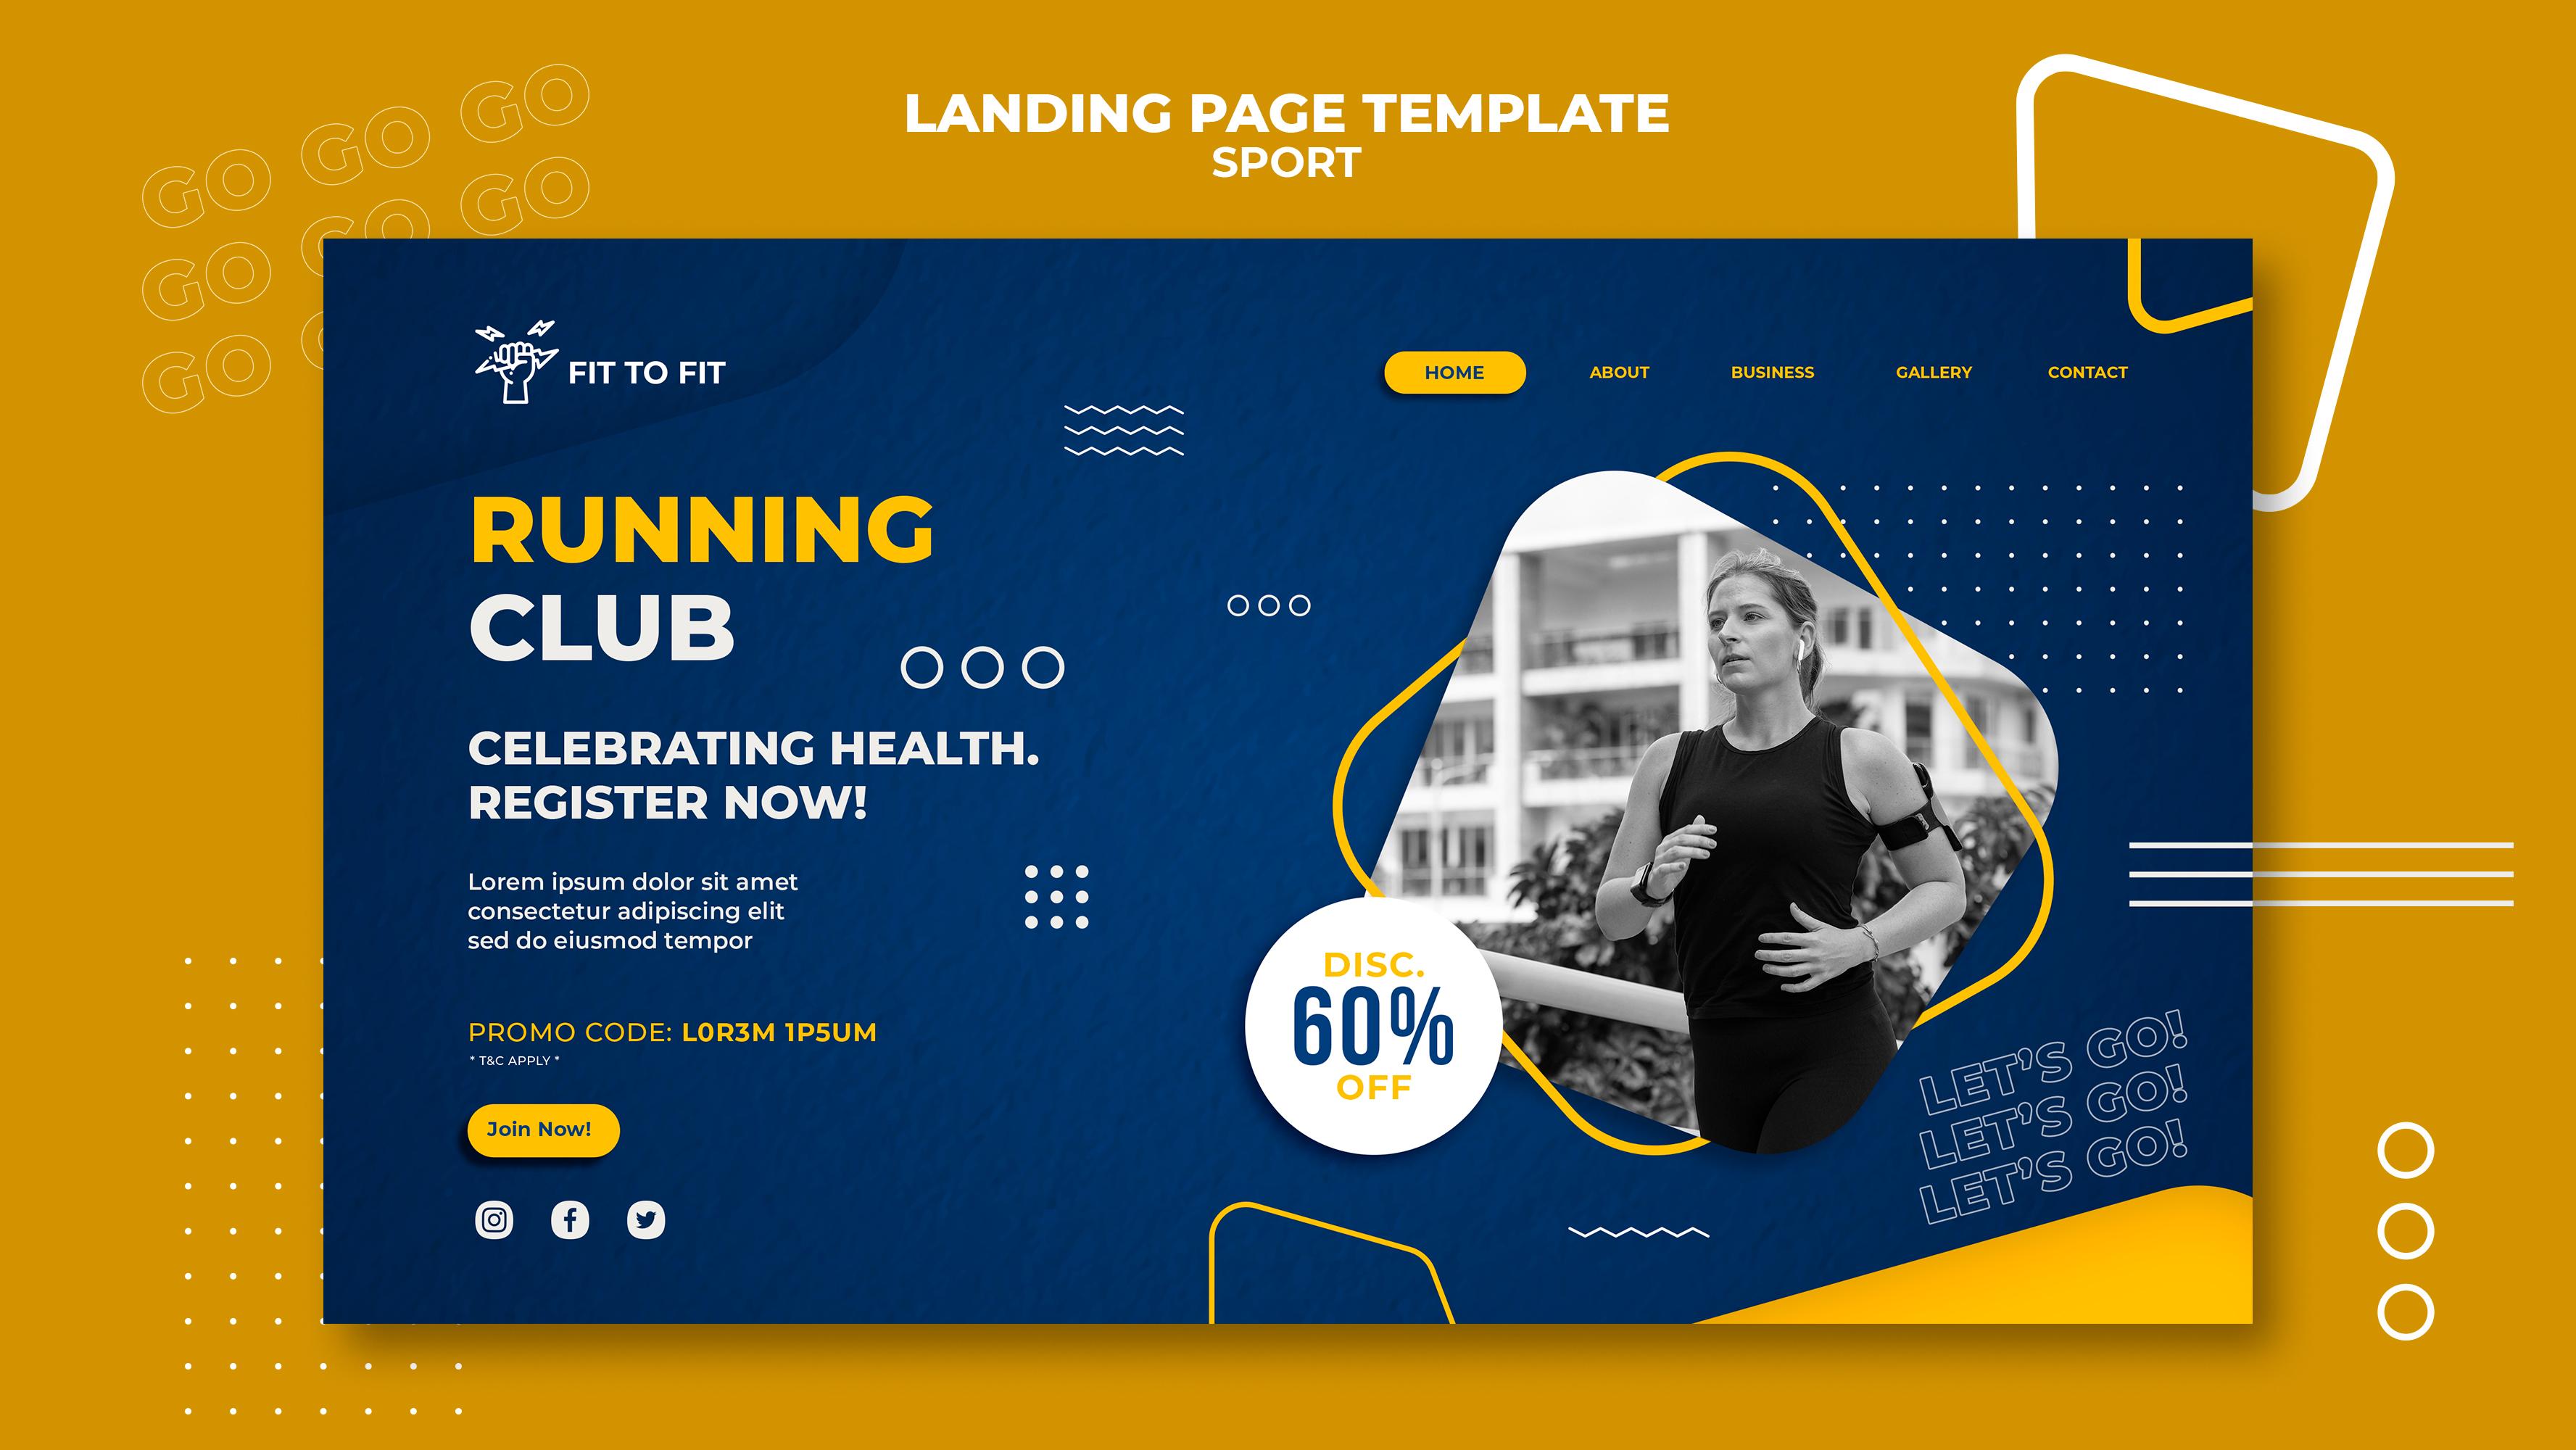 LANDING PAGE TEMPLATE
SPORT
GO GO GO
GO GO GO
GO
FIT TO FIT
HOME ABOUT BUSINESS GALLERY CONTACT
RUNNING
CLUB
CELEBRATING HEALTH.
REGISTER NOW!
Lorem ipsum dolor sit amet
consectetur adipiscing elit
sed do eiusmod tempor
PROMO CODE: L0R3M 1P5UM
* T&C APPLY *
Join Now!
DISC.
60%
OFF
LET'S GO!
LET'S GO!
LET'S GO!